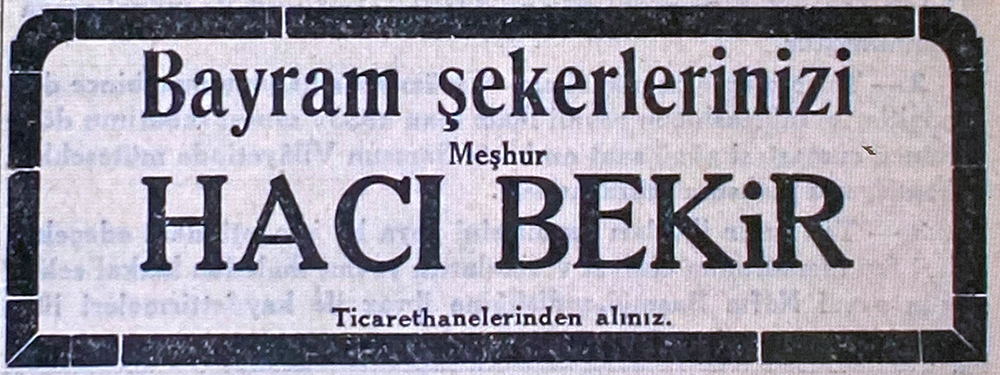 Bayram şekerlerinizi
Meşhur
HACI BEKiR
Ticarethanelerinden alınız.